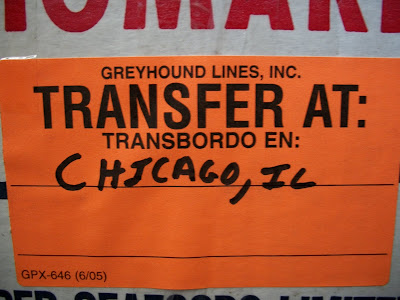 GREYHOUND LINES, INC.
TRANSFER AT:
TRANSBORDO EN:
CHICAGO, IL
GPX-646 (6/05)